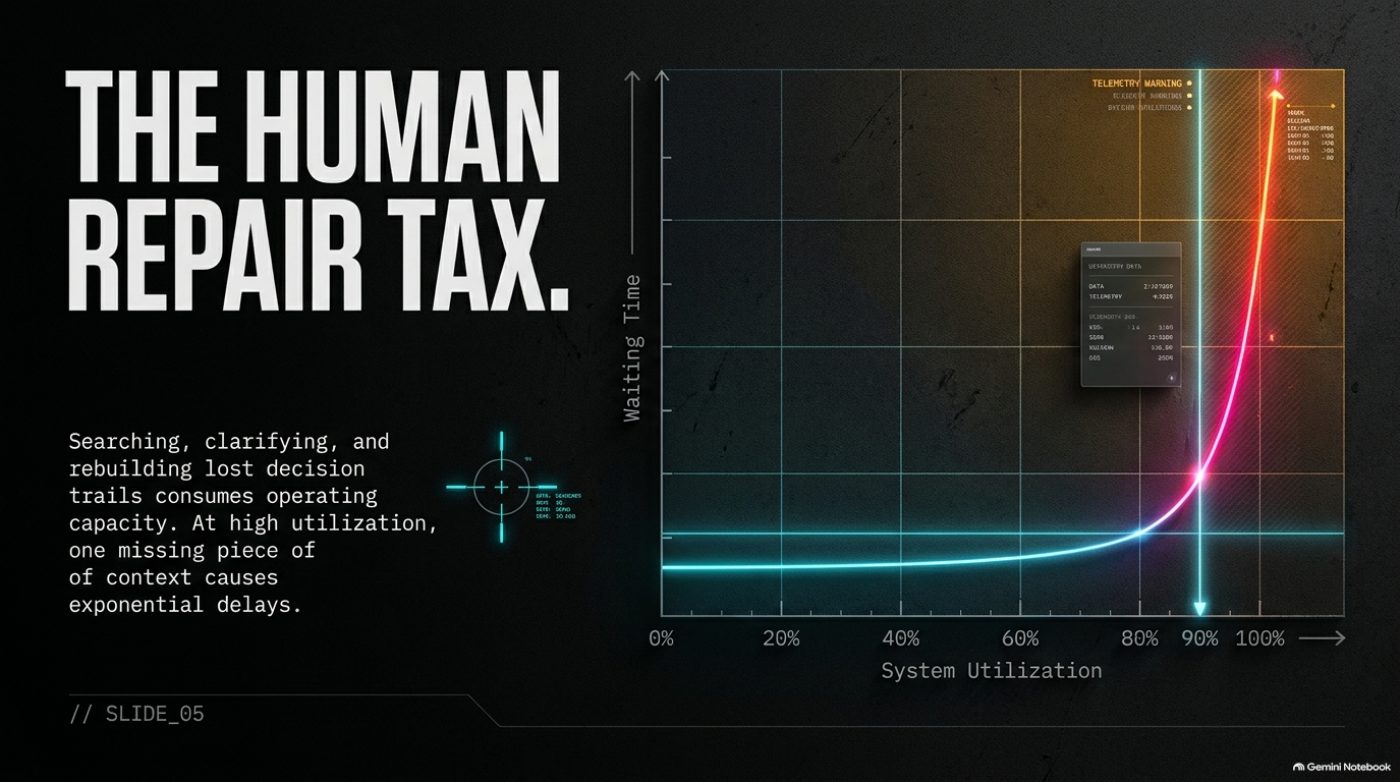 THE HUMAN
REPAIR TAX.
Searching, clarifying, and
rebuilding lost decision
trails consumes operating
capacity. At high utilization,
one missing piece of
of context causes
exponential delays.
Waiting Time
TELEMETRY WARNING
DATA
TELEMETRY
0%
20%
40%
60%
80%
90%
100%
System Utilization
// SLIDE_05
Gemini Notebook